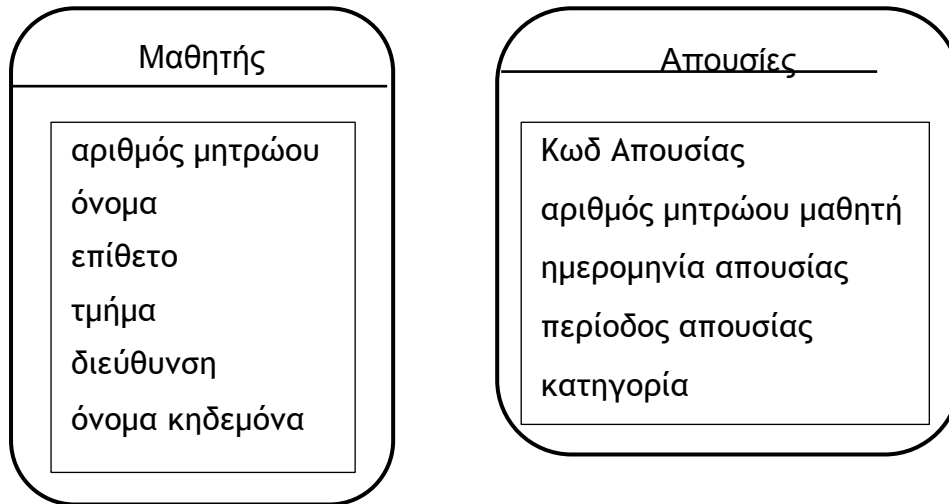 Μαθητής
αριθμός μητρώου
όνομα
επίθετο
τμήμα
διεύθυνση
όνομα κηδεμόνα
Απουσίες
Κωδ Απουσίας
αριθμός μητρώου μαθητή
ημερομηνία απουσίας
περίοδος απουσίας
κατηγορία